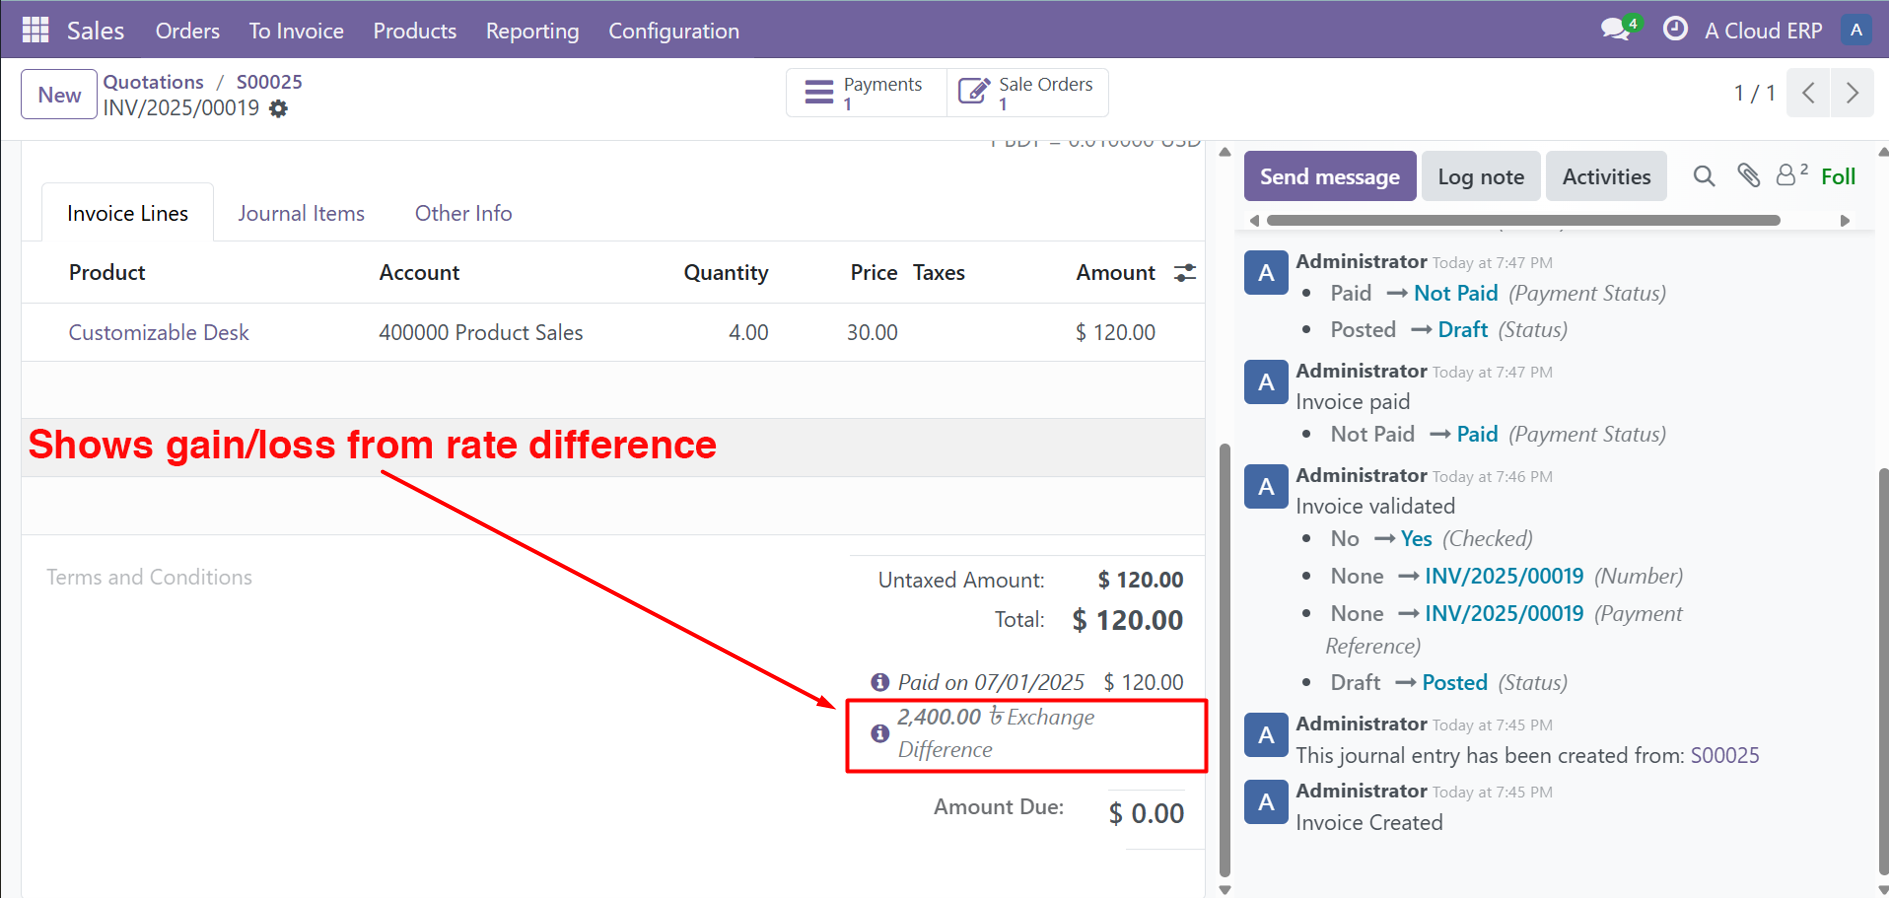 Sales Orders To Invoice Products Reporting Configuration 4 A Cloud ERP A
New Quotations / S00025
INV/2025/00019
Payments 1
Sale Orders 1
1 / 1
Send message Log note Activities 2 Foll
Invoice Lines Journal Items Other Info
Product Account Quantity Price Taxes Amount
Customizable Desk 400000 Product Sales 4.00 30.00 $ 120.00
Shows gain/loss from rate difference
Terms and Conditions
Untaxed Amount: $ 120.00
Total: $ 120.00
Paid on 07/01/2025 $ 120.00
2,400.00 ৳ Exchange
Difference
Amount Due: $ 0.00
A Administrator Today at 7:47 PM
• Paid → Not Paid (Payment Status)
• Posted → Draft (Status)
A Administrator Today at 7:47 PM
Invoice paid
• Not Paid → Paid (Payment Status)
A Administrator Today at 7:46 PM
Invoice validated
• No → Yes (Checked)
• None → INV/2025/00019 (Number)
• None → INV/2025/00019 (Payment
Reference)
• Draft → Posted (Status)
A Administrator Today at 7:45 PM
This journal entry has been created from: S00025
A Administrator Today at 7:45 PM
Invoice Created